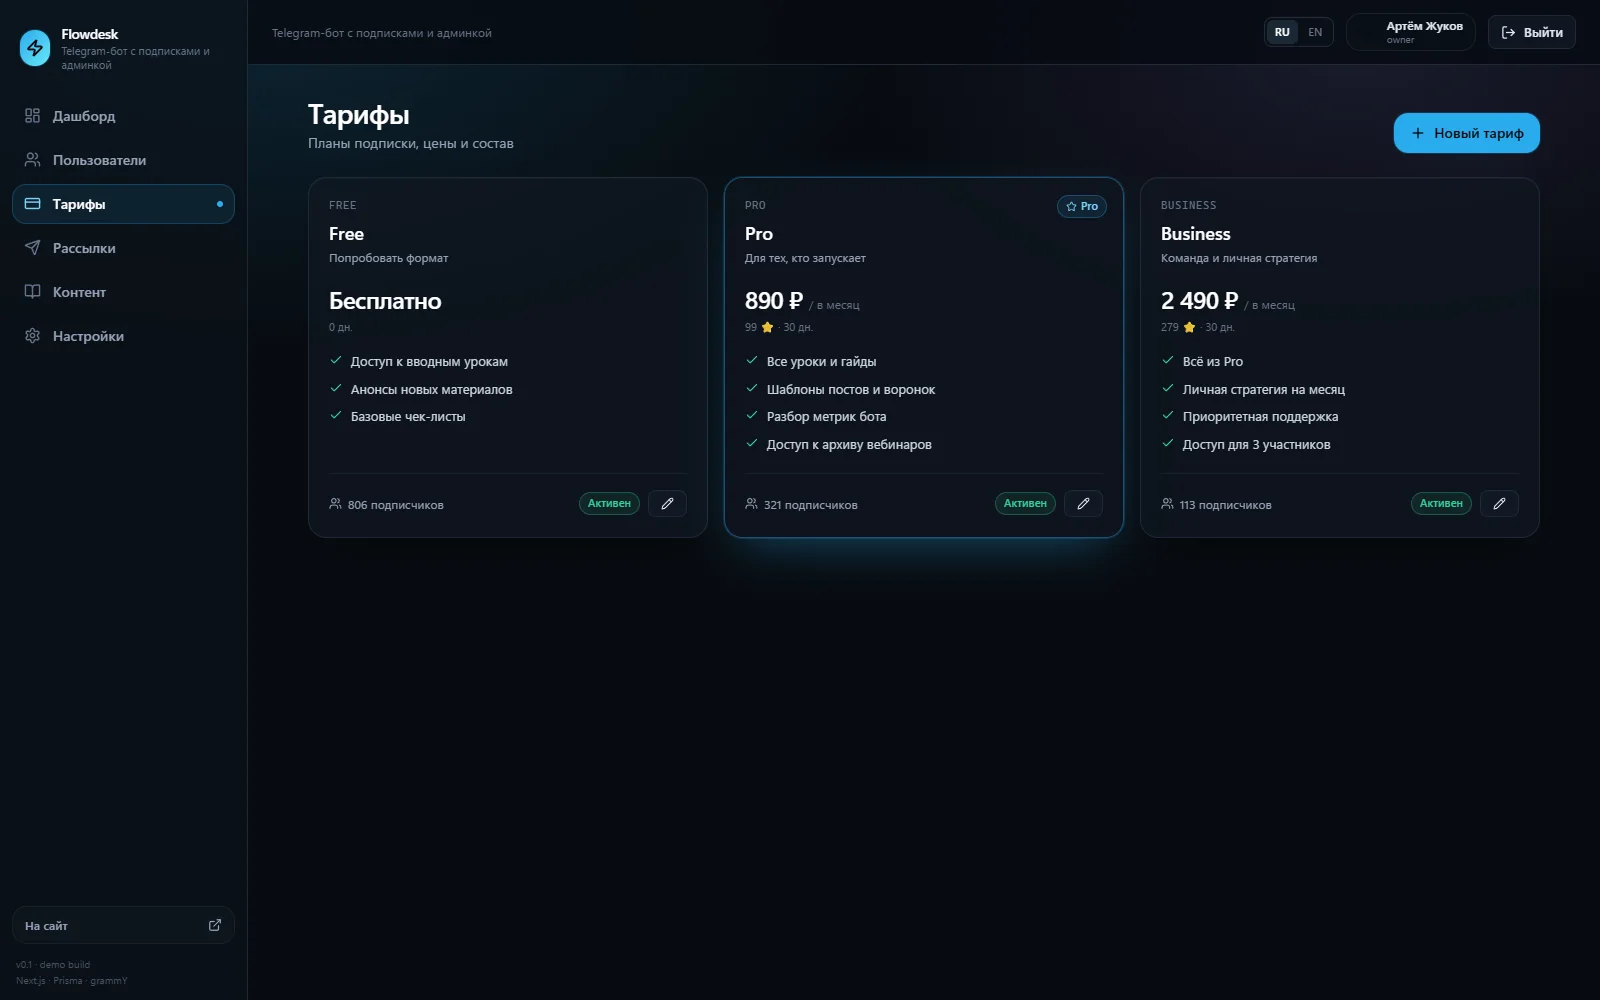 Flowdesk
Telegram-бот с подписками и
админкой
Дашборд
Пользователи
Тарифы
Рассылки
Контент
Настройки
На сайт
v0.1 · demo build
Next.js · Prisma · grammY
Telegram-бот с подписками и админкой
RU EN
Артём Жуков
owner
Выйти
Тарифы
Планы подписки, цены и состав
Новый тариф
FREE
Free
Попробовать формат
Бесплатно
0 дн.
Доступ к вводным урокам
Анонсы новых материалов
Базовые чек-листы
806 подписчиков
Активен
PRO
Pro
Pro
Для тех, кто запускает
890 ₽ / в месяц
99 ⭐ · 30 дн.
Все уроки и гайды
Шаблоны постов и воронок
Разбор метрик бота
Доступ к архиву вебинаров
321 подписчиков
Активен
BUSINESS
Business
Команда и личная стратегия
2 490 ₽ / в месяц
279 ⭐ · 30 дн.
Всё из Pro
Личная стратегия на месяц
Приоритетная поддержка
Доступ для 3 участников
113 подписчиков
Активен